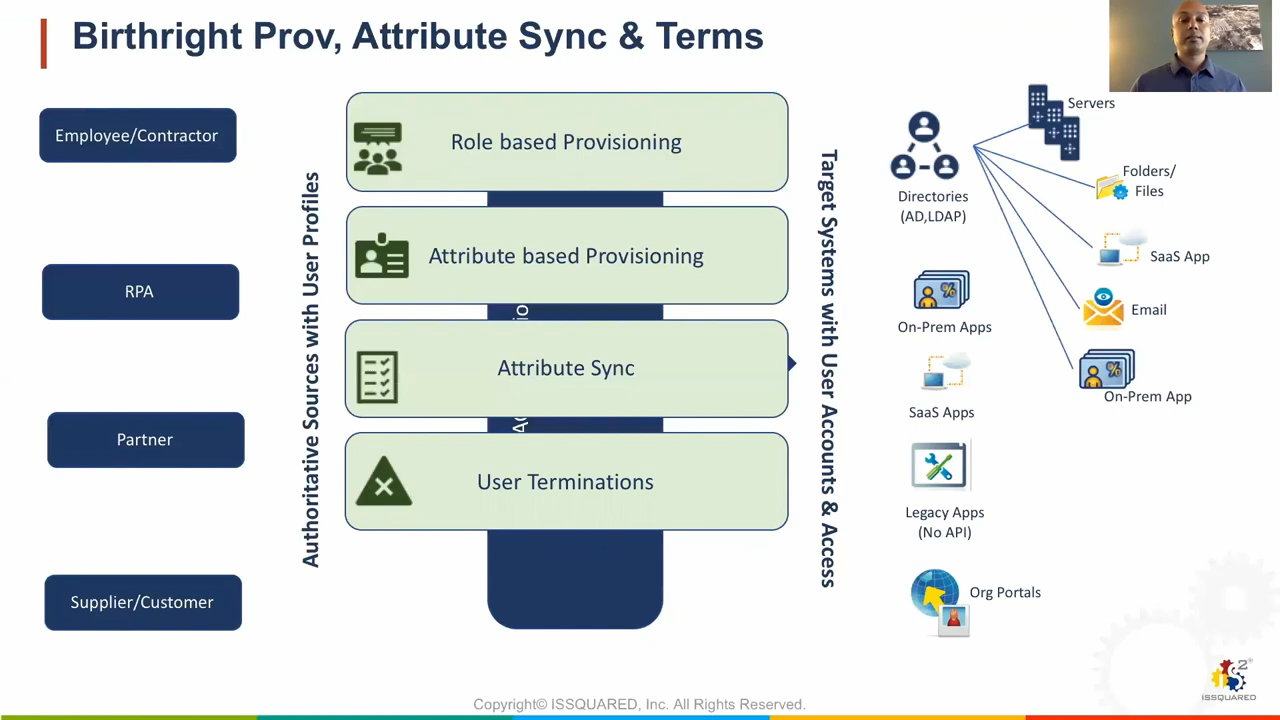 Birthright Prov, Attribute Sync & Terms
Employee/Contractor
RPA
Partner
Supplier/Customer
Authoritative Sources with User Profiles
Role based Provisioning
Attribute based Provisioning
Attribute Sync
User Terminations
Target Systems with User Accounts & Access
Directories
(AD,LDAP)
On-Prem Apps
SaaS Apps
Legacy Apps
(No API)
Org Portals
Servers
Folders/
Files
SaaS App
Email
On-Prem App
ISSQUARED
Copyright© ISSQUARED, Inc. All Rights Reserved.